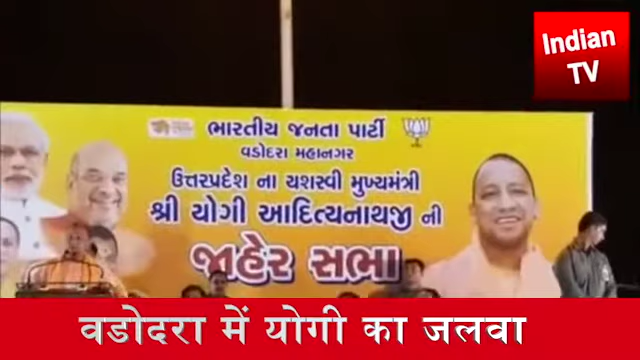 Indian
TV
ભારતીય જનતા પાર્ટી
વડોદરા મહાનગર
ઉત્તરપ્રદેશ ના યશસ્વી મુખ્યમંત્રી
શ્રી યોગી આદિત્યનાથજી ની
જાહેર સભા
वडोदरा में योगी का जलवा